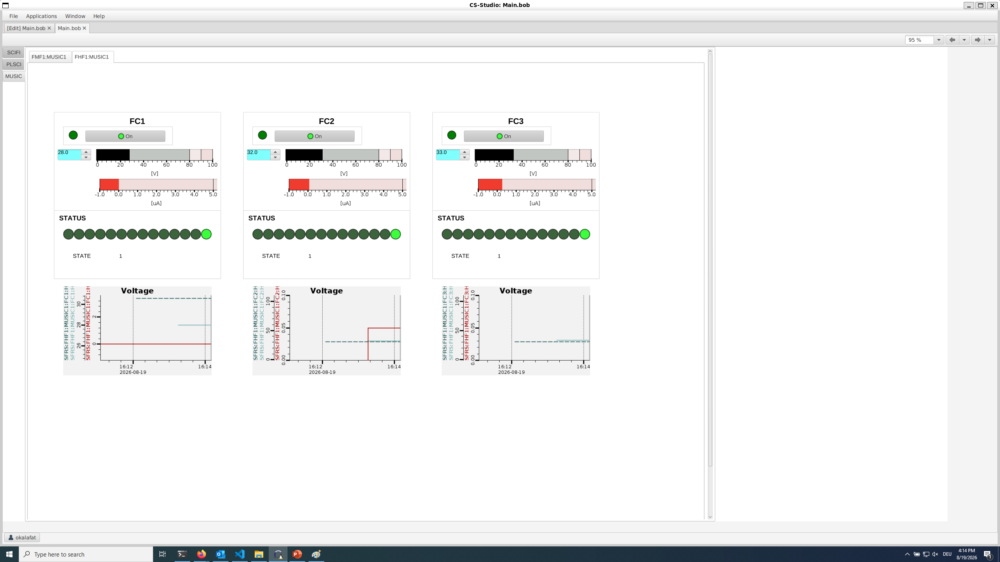 CS-Studio: Main.bob
File Applications Window Help
[Edit] Main.bob Main.bob
95 %
SCIFI
PLSCI
MUSIC
FMF1:MUSIC1 FHF1:MUSIC1
FC1
On
28.0
0 20 40 60 80 100
[V]
-1.0 0.0 1.0 2.0 3.0 4.0 5.0
[uA]
STATUS
STATE 1
FC2
On
32.0
0 20 40 60 80 100
[V]
-1.0 0.0 1.0 2.0 3.0 4.0 5.0
[uA]
STATUS
STATE 1
FC3
On
33.0
0 20 40 60 80 100
[V]
-1.0 0.0 1.0 2.0 3.0 4.0 5.0
[uA]
STATUS
STATE 1
Voltage
SFRS:FHF1:MUSIC1:FC1:H
SFRS:FHF1:MUSIC1:FC1:H
26 28 30
SFRS:FHF1:MUSIC1:FC1:H
0 2
16:12 16:14
2026-08-19
Voltage
SFRS:FHF1:MUSIC1:FC2:H
SFRS:FHF1:MUSIC1:FC2:H
0 50 100
SFRS:FHF1:MUSIC1:FC2:H
0.00 0.05 0.10
16:12 16:14
2026-08-19
Voltage
SFRS:FHF1:MUSIC1:FC3:H
SFRS:FHF1:MUSIC1:FC3:H
0 50 100
SFRS:FHF1:MUSIC1:FC3:H
0.00 0.05 0.10
16:12 16:14
2026-08-19
okalafat
Type here to search
DEU
4:14 PM
8/19/2026
1